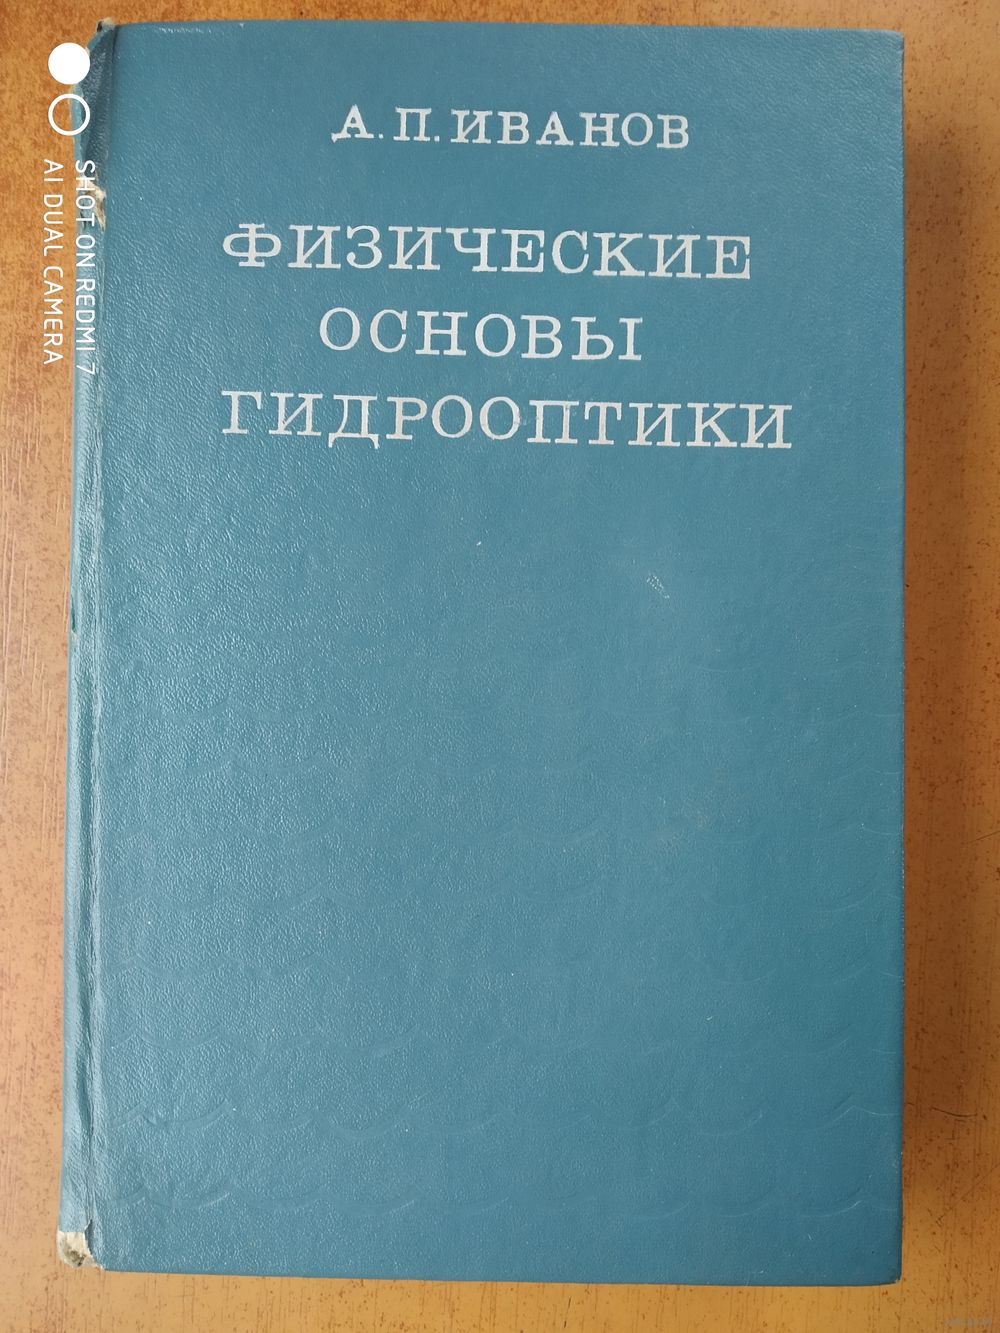 А. П. ИВАНОВ
ФИЗИЧЕСКИЕ
ОСНОВЫ
ГИДРООПТИКИ
SHOT ON REDMI 7
AI DUAL CAMERA